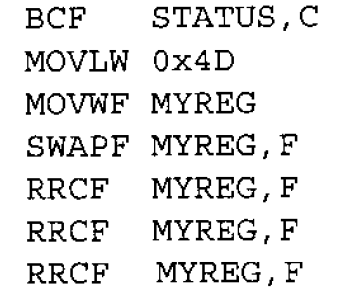 BCF STATUS,C
MOVLW 0x4D
MOVWF MYREG
SWAPF MYREG,F
RRCF MYREG,F
RRCF MYREG,F
RRCF MYREG,F